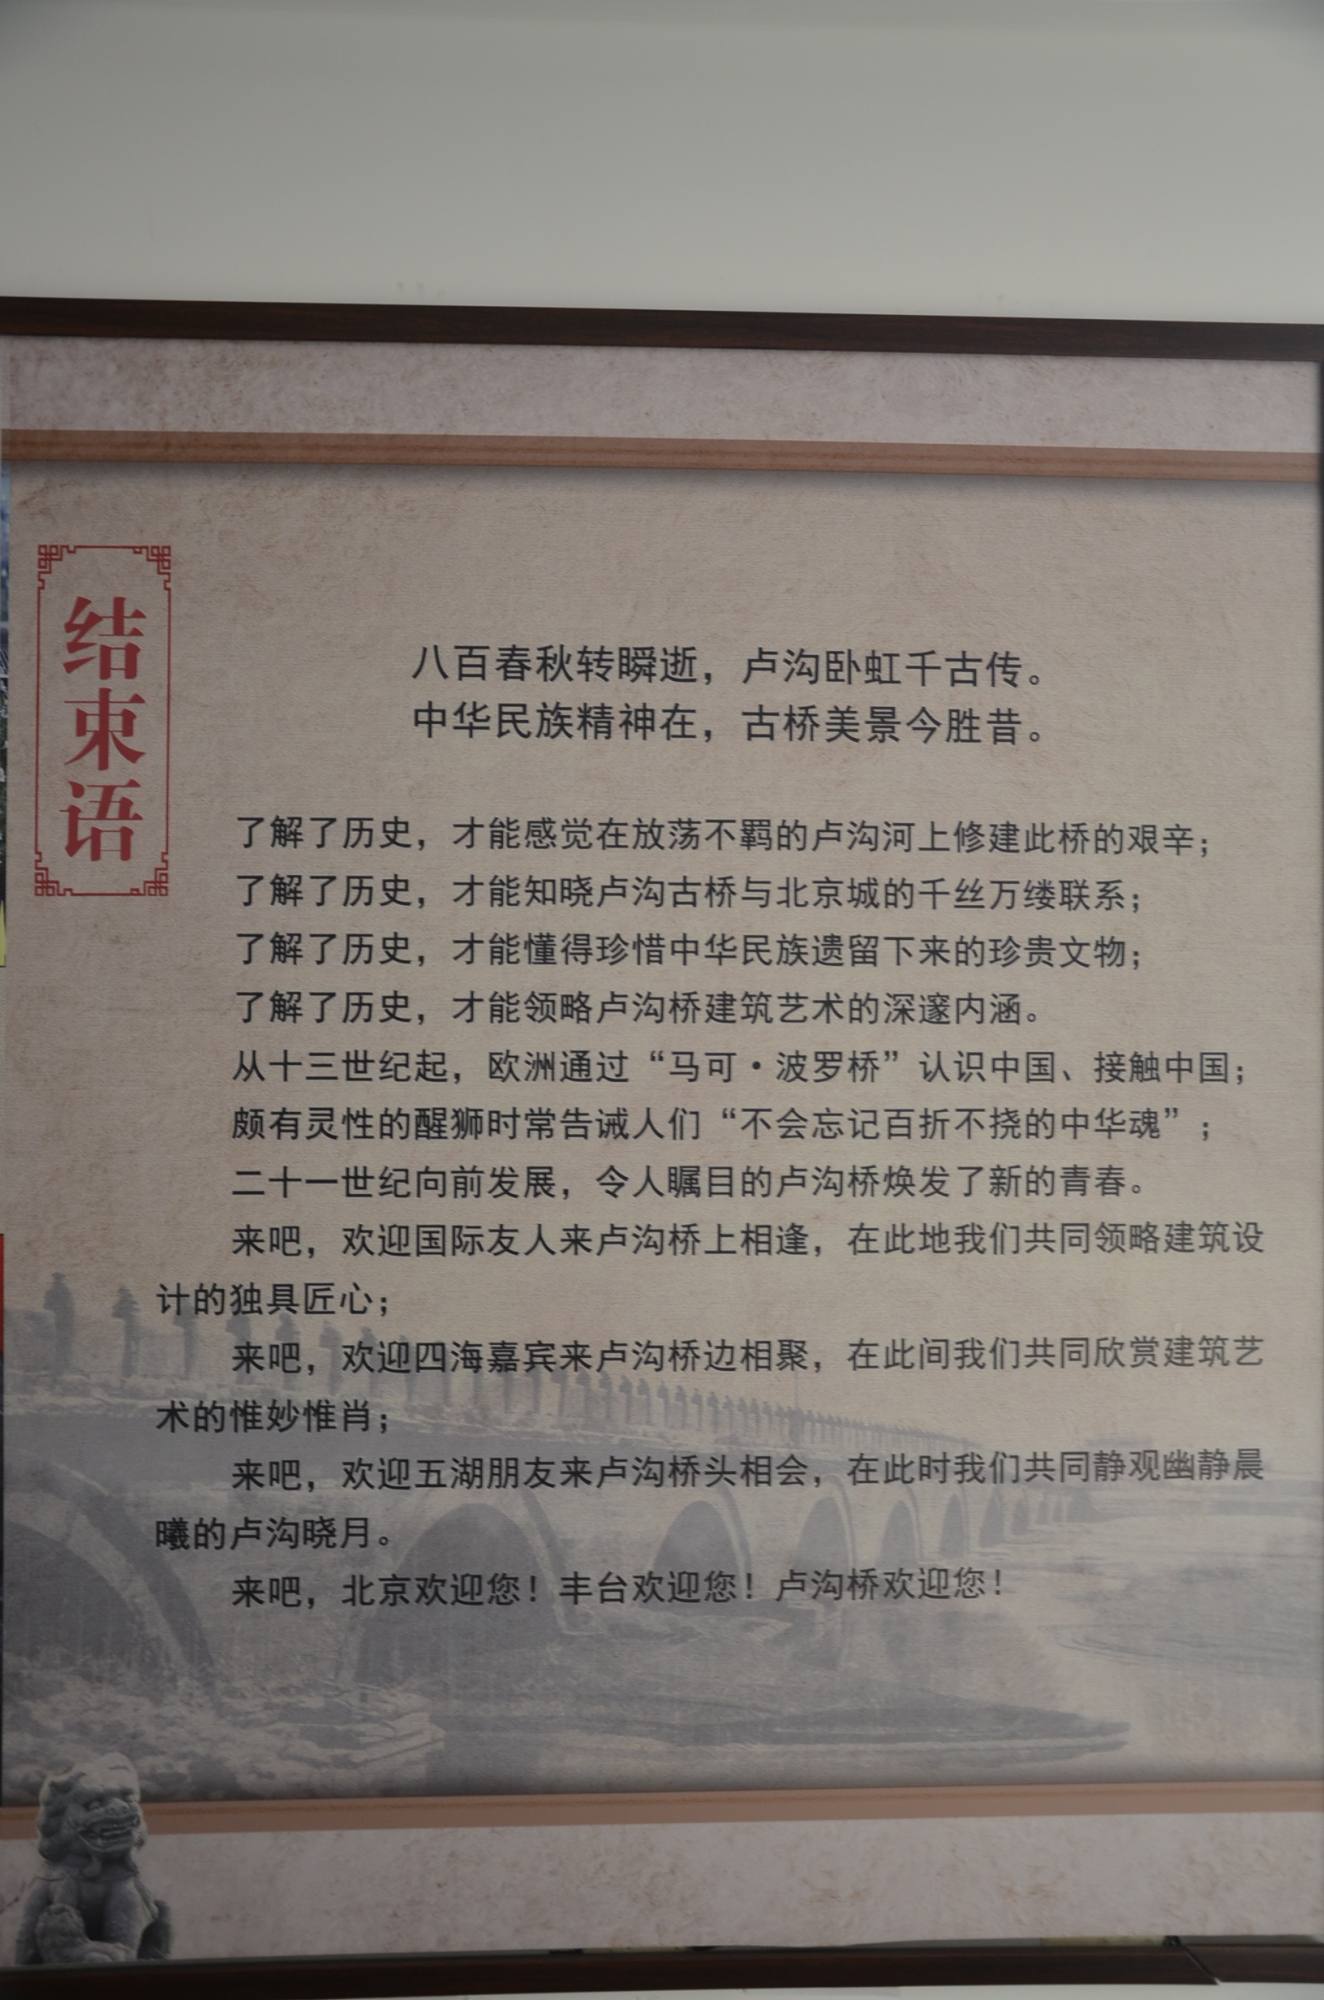 结束语
八百春秋转瞬逝，卢沟卧虹千古传。
中华民族精神在，古桥美景今胜昔。
了解了历史，才能感觉在放荡不羁的卢沟河上修建此桥的艰辛；
了解了历史，才能知晓卢沟古桥与北京城的千丝万缕联系；
了解了历史，才能懂得珍惜中华民族遗留下来的珍贵文物；
了解了历史，才能领略卢沟桥建筑艺术的深邃内涵。
从十三世纪起，欧洲通过“马可·波罗桥”认识中国、接触中国；
颇有灵性的醒狮时常告诫人们“不会忘记百折不挠的中华魂”；
二十一世纪向前发展，令人瞩目的卢沟桥焕发了新的青春。
来吧，欢迎国际友人来卢沟桥上相逢，在此地我们共同领略建筑设
计的独具匠心；
来吧，欢迎四海嘉宾来卢沟桥边相聚，在此间我们共同欣赏建筑艺
术的惟妙惟肖；
来吧，欢迎五湖朋友来卢沟桥头相会，在此时我们共同静观幽静晨
曦的卢沟晓月。
来吧，北京欢迎您！丰台欢迎您！卢沟桥欢迎您！